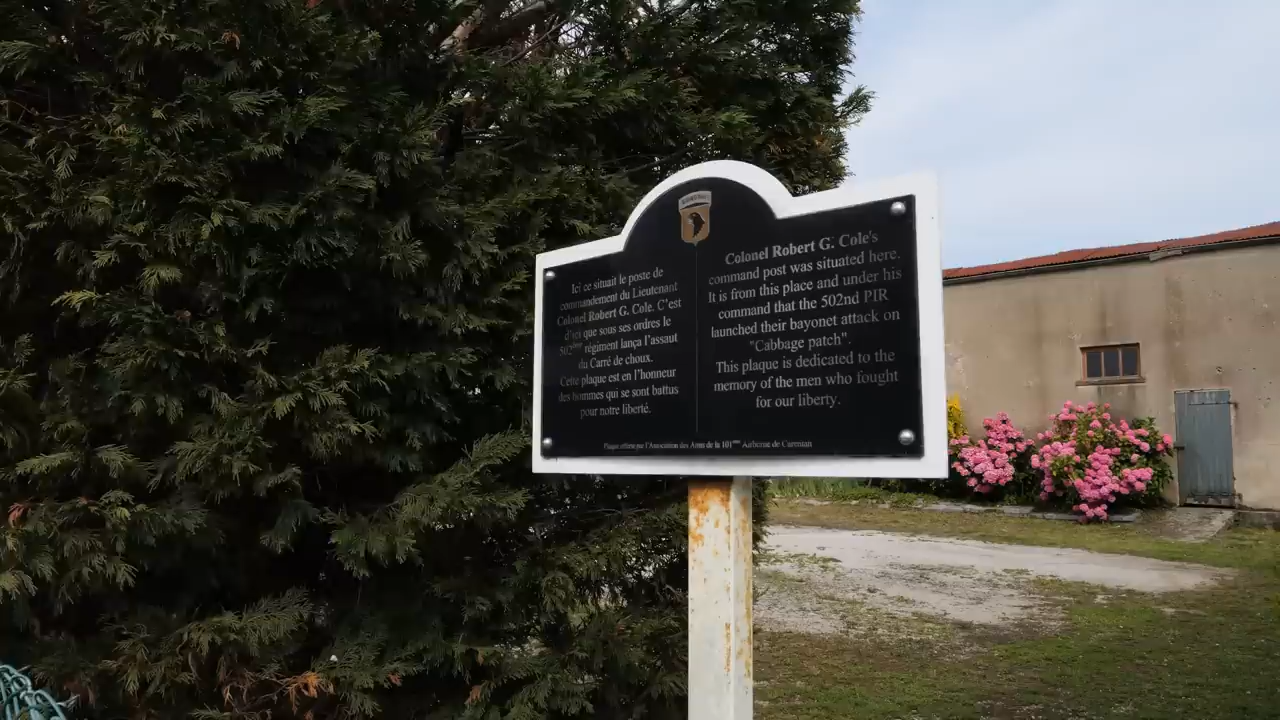 Ici ce situait le poste de
commandement du Lieutenant
Colonel Robert G. Cole. C'est
d'ici que sous ses ordres le
502ème régiment lança l'assaut
du Carré de choux.
Cette plaque est en l'honneur
des hommes qui se sont battus
pour notre liberté.
Colonel Robert G. Cole's
command post was situated here.
It is from this place and under his
command that the 502nd PIR
launched their bayonet attack on
"Cabbage patch".
This plaque is dedicated to the
memory of the men who fought
for our liberty.
Plaque offerte par l'Association des Amis de la 101ème Airborne de Carentan